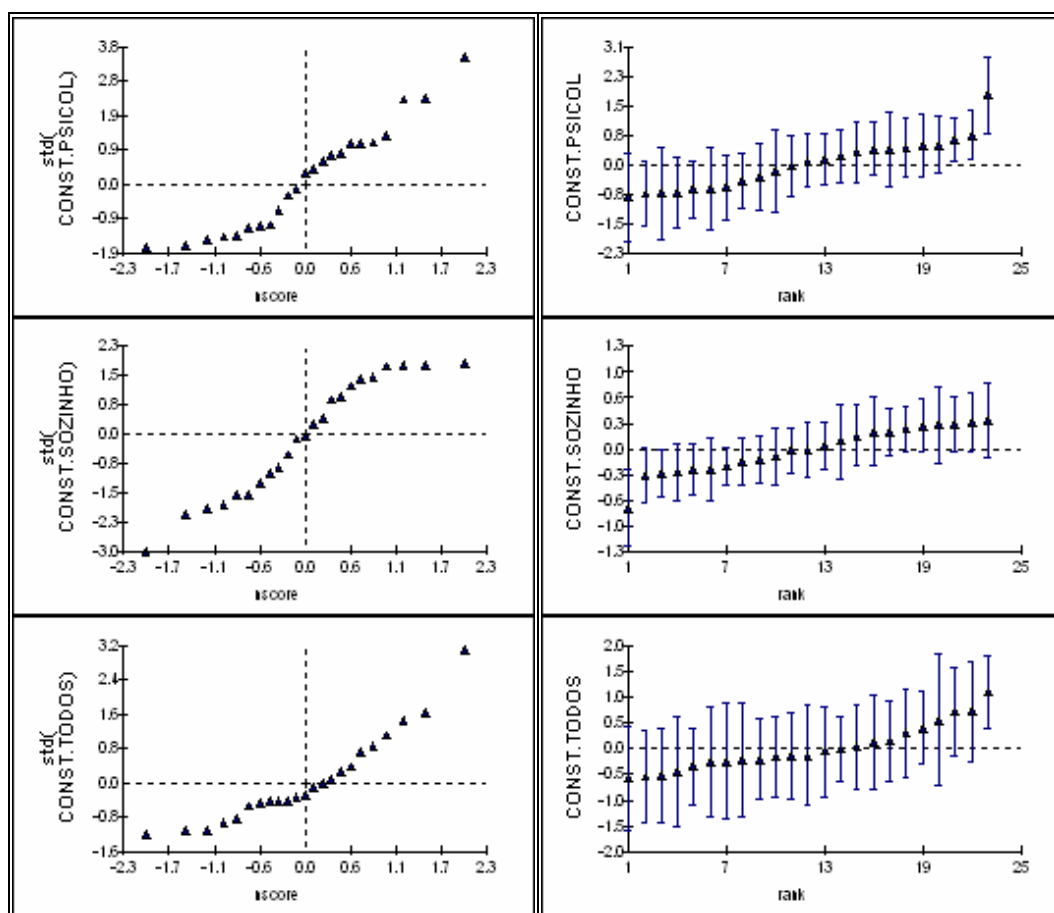 std(
CONST.PSICOL)
3.8
2.8
1.9
0.9
0.0
-0.9
-1.9
-2.3 -1.7 -1.1 -0.6 0.0 0.6 1.1 1.7 2.3
nscore
CONST.PSICOL
3.1
2.3
1.5
0.8
0.0
-0.8
-1.5
-2.3
1 7 13 19 25
rank
std(
CONST.SOZINHO)
2.3
1.5
0.8
0.0
-0.8
-1.5
-2.3
-3.0
-2.3 -1.7 -1.1 -0.6 0.0 0.6 1.1 1.7 2.3
nscore
CONST.SOZINHO
1.3
1.0
0.6
0.3
0.0
-0.3
-0.6
-1.0
-1.3
1 7 13 19 25
rank
std(
CONST.TODOS)
3.2
2.4
1.6
0.8
0.0
-0.8
-1.6
-2.3 -1.7 -1.1 -0.6 0.0 0.6 1.1 1.7 2.3
nscore
CONST.TODOS
2.0
1.5
1.0
0.5
0.0
-0.5
-1.0
-1.5
-2.0
1 7 13 19 25
rank